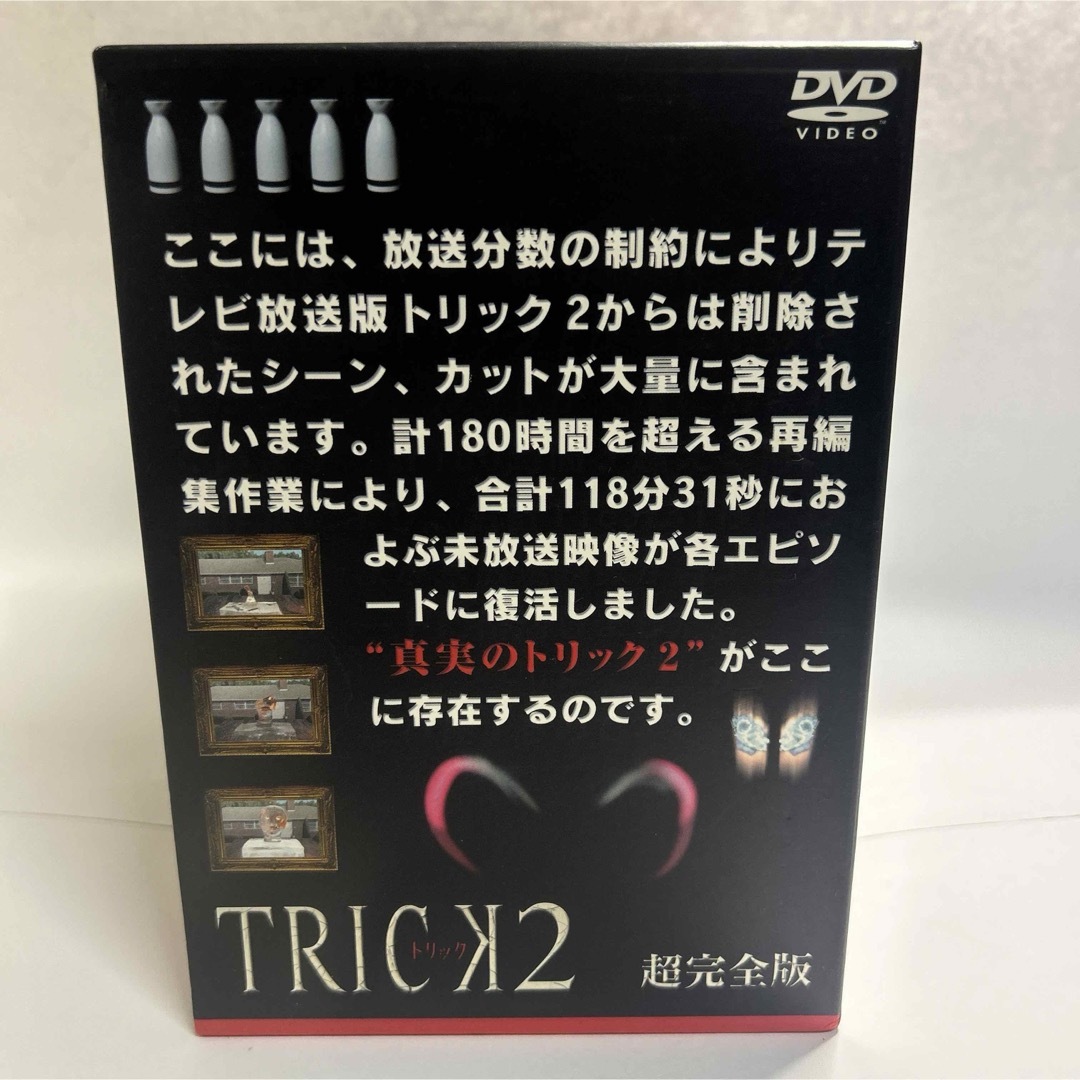 DVD
VIDEO
ここには、放送分数の制約によりテ
レビ放送版トリック2からは削除さ
れたシーン、カットが大量に含まれ
ています。計180時間を超える再編
集作業により、合計118分31秒にお
よぶ未放送映像が各エピソ
ードに復活しました。
“真実のトリック2”がここ
に存在するのです。
TRICK2
トリック
超完全版